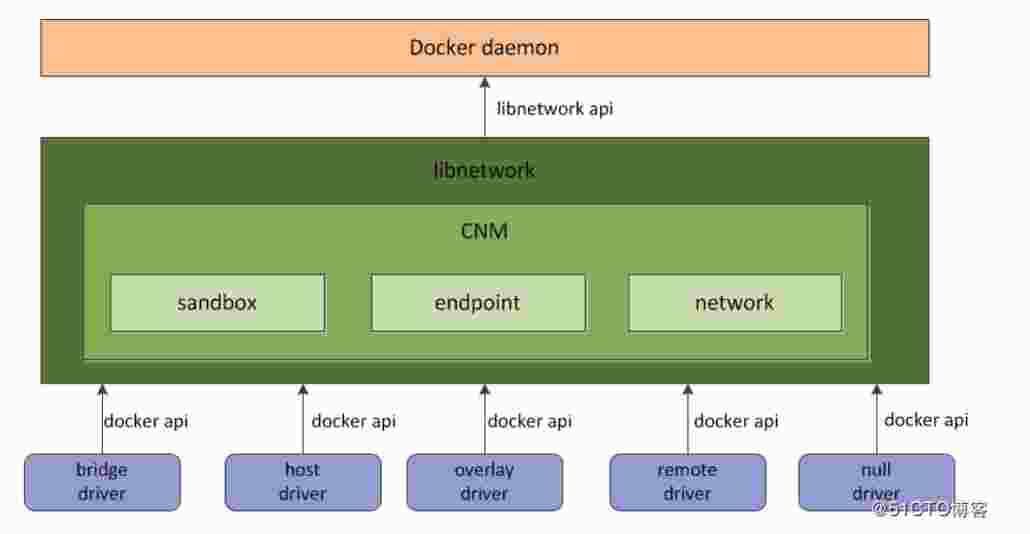 Docker daemon
libnetwork api
libnetwork
CNM
sandbox
endpoint
network
docker api
docker api
docker api
docker api
docker api
bridge
driver
host
driver
overlay
driver
remote
driver
null
driver
@51CTO博客